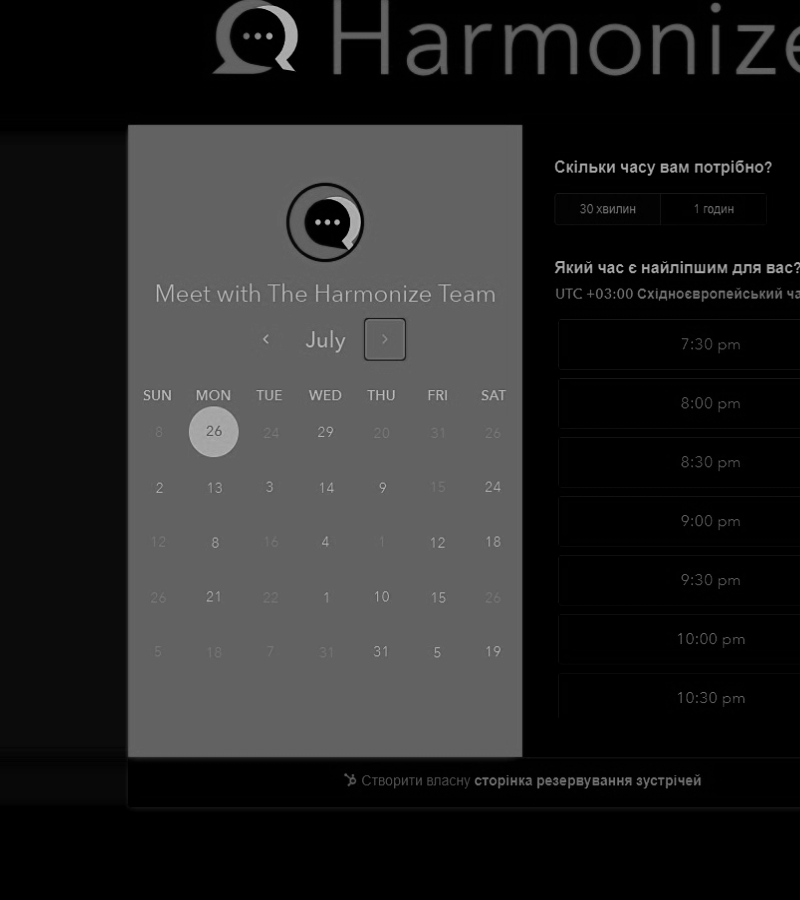 Harmonize
Meet with The Harmonize Team
July
SUN MON TUE WED THU FRI SAT
8 26 24 29 20 31 26
2 13 3 14 9 15 24
12 8 16 4 1 12 18
26 21 22 1 10 15 26
5 18 7 31 31 5 19
Скільки часу вам потрібно?
30 хвилин 1 годин
Який час є найліпшим для вас?
UTC +03:00 Східноєвропейський ча
7:30 pm
8:00 pm
8:30 pm
9:00 pm
9:30 pm
10:00 pm
10:30 pm
Створити власну сторінка резервування зустрічей